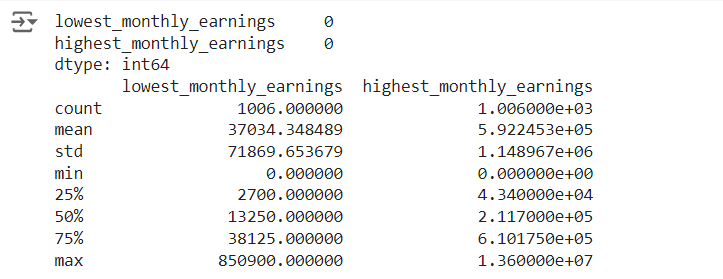 lowest_monthly_earnings 0
highest_monthly_earnings 0
dtype: int64
lowest_monthly_earnings highest_monthly_earnings
count 1006.000000 1.006000e+03
mean 37034.348489 5.922453e+05
std 71869.653679 1.148967e+06
min 0.000000 0.000000e+00
25% 2700.000000 4.340000e+04
50% 13250.000000 2.117000e+05
75% 38125.000000 6.101750e+05
max 850900.000000 1.360000e+07